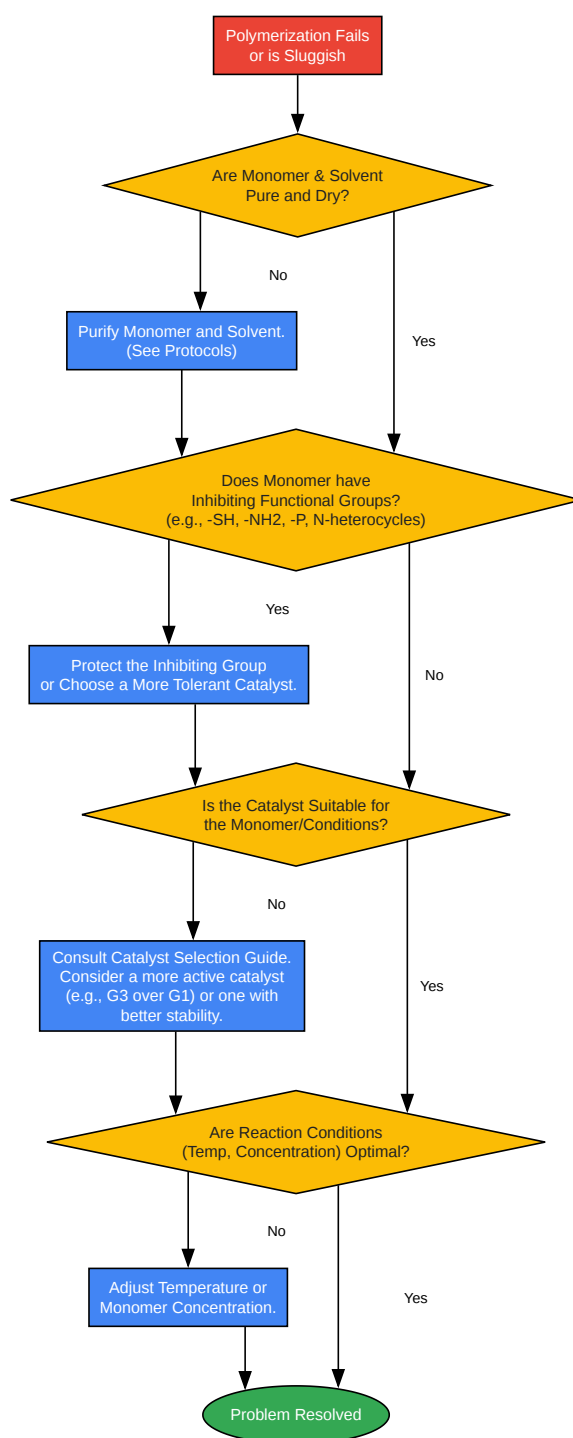 Polymerization Fails
or is Sluggish
Are Monomer & Solvent
Pure and Dry?
No
Purify Monomer and Solvent.
(See Protocols)
Yes
Does Monomer have
Inhibiting Functional Groups?
(e.g., -SH, -NH2, -P, N-heterocycles)
Yes
Protect the Inhibiting Group
or Choose a More Tolerant Catalyst.
No
Is the Catalyst Suitable for
the Monomer/Conditions?
No
Consult Catalyst Selection Guide.
Consider a more active catalyst
(e.g., G3 over G1) or one with
better stability.
Yes
Are Reaction Conditions
(Temp, Concentration) Optimal?
No
Adjust Temperature or
Monomer Concentration.
Yes
Problem Resolved